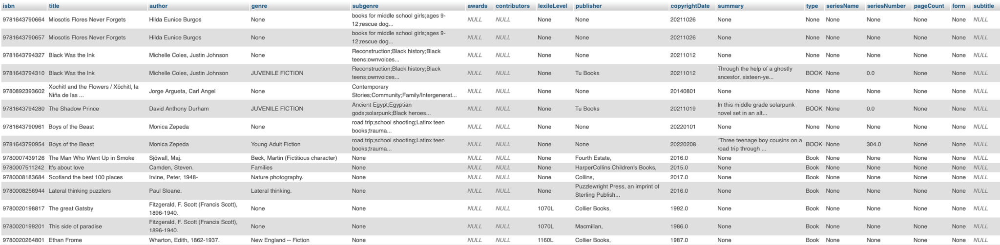 isbn title author genre subgenre awards contributors lexileLevel publisher copyrightDate summary type seriesName seriesNumber pageCount form subtitle
9781643790664 Miosotis Flores Never Forgets Hilda Eunice Burgos None books for middle school girls;ages 9-
12;rescue dog... NULL NULL None None 20211026 None None None None None None NULL
9781643790657 Miosotis Flores Never Forgets Hilda Eunice Burgos None books for middle school girls;ages 9-
12;rescue dog... NULL NULL None None 20211026 None None None None None None NULL
9781643794327 Black Was the Ink Michelle Coles, Justin Johnson None Reconstruction;Black history;Black
teens;ownvoices... NULL NULL None None 20211012 None None None None None None NULL
9781643794310 Black Was the Ink Michelle Coles, Justin Johnson JUVENILE FICTION Reconstruction;Black history;Black
teens;ownvoices... NULL NULL None Tu Books 20211012 Through the help of a ghostly
ancestor, sixteen-ye... BOOK None 0.0 None None NULL
9780892393602 Xochitl and the Flowers / Xóchitl, la
Niña de las ... Jorge Argueta, Carl Angel None Contemporary
Stories;Community;Family/Intergenerat... NULL NULL None None 20140801 None None None None None None NULL
9781643794280 The Shadow Prince David Anthony Durham JUVENILE FICTION Ancient Egypt;Egyptian
gods;solarpunk;Black heroes... NULL NULL None Tu Books 20211019 In this middle grade solarpunk
novel set in an alt... BOOK None 0.0 None None NULL
9781643790961 Boys of the Beast Monica Zepeda None road trip;school shooting;Latinx teen
books;trauma... NULL NULL None None 20220101 None None None None None None NULL
9781643790954 Boys of the Beast Monica Zepeda Young Adult Fiction road trip;school shooting;Latinx teen
books;trauma... NULL NULL None None 20220208 "Three teenage boy cousins on a
road trip through ... BOOK None 304.0 None None NULL
9780007439126 The Man Who Went Up in Smoke Sjöwall, Maj. Beck, Martin (Fictitious character) None NULL NULL None Fourth Estate, 2016.0 None Book None None None None NULL
9780007511242 It's about love Camden, Steven. Families None NULL NULL None HarperCollins Children's Books, 2015.0 None Book None None None None NULL
9780008183684 Scotland the best 100 places Irvine, Peter, 1948- Nature photography. None NULL NULL None Collins, 2017.0 None Book None None None None NULL
9780008256944 Lateral thinking puzzlers Paul Sloane. Lateral thinking. None NULL NULL None Puzzlewright Press, an imprint of
Sterling Publish... 2016.0 None Book None None None None NULL
9780020198817 The great Gatsby Fitzgerald, F. Scott (Francis Scott),
1896-1940. None None NULL NULL 1070L Collier Books, 1992.0 None Book None None None None NULL
9780020199201 This side of paradise Fitzgerald, F. Scott (Francis Scott),
1896-1940. None None NULL NULL 1070L Macmillan, 1986.0 None Book None None None None NULL
9780020264801 Ethan Frome Wharton, Edith, 1862-1937. New England -- Fiction None NULL NULL 1160L Collier Books, 1987.0 None Book None None None None NULL